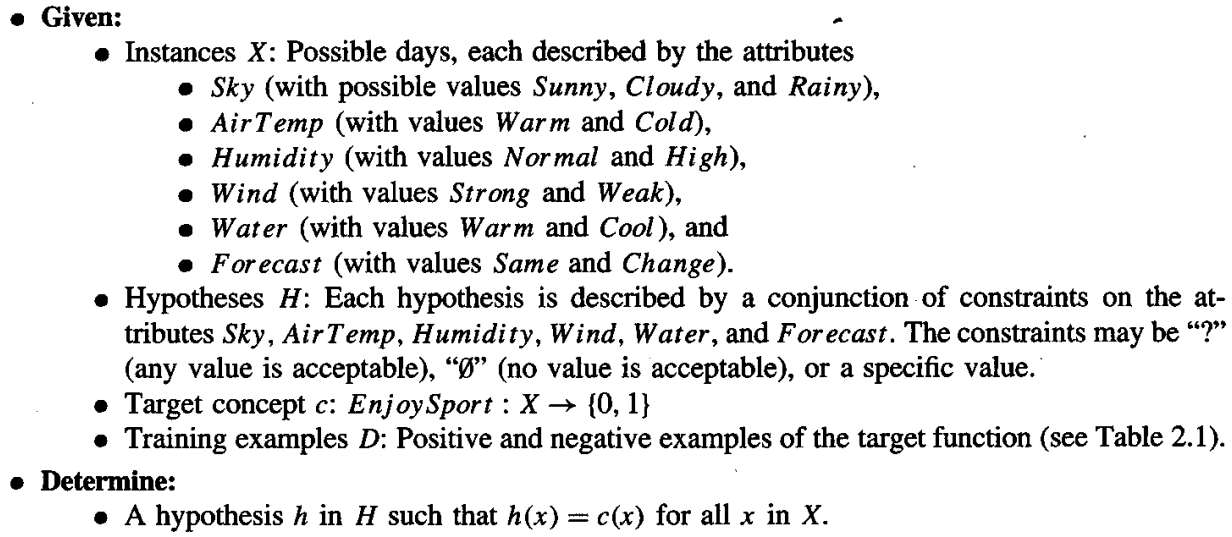 • Given:
• Instances X: Possible days, each described by the attributes
• Sky (with possible values Sunny, Cloudy, and Rainy),
• AirTemp (with values Warm and Cold),
• Humidity (with values Normal and High),
• Wind (with values Strong and Weak),
• Water (with values Warm and Cool), and
• Forecast (with values Same and Change).
• Hypotheses H: Each hypothesis is described by a conjunction of constraints on the at-
tributes Sky, AirTemp, Humidity, Wind, Water, and Forecast. The constraints may be “?”
(any value is acceptable), “Ø” (no value is acceptable), or a specific value.
• Target concept c: EnjoySport : X → {0, 1}
• Training examples D: Positive and negative examples of the target function (see Table 2.1).
• Determine:
• A hypothesis h in H such that h(x) = c(x) for all x in X.